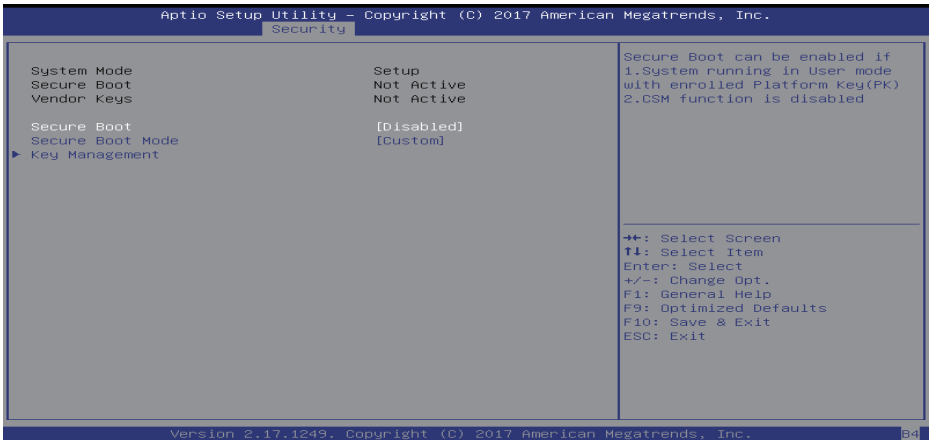 Aptio Setup Utility – Copyright (C) 2017 American Megatrends, Inc.
Security
System Mode Setup
Secure Boot Not Active
Vendor Keys Not Active
Secure Boot [Disabled]
Secure Boot Mode [Custom]
▶ Key Management
Secure Boot can be enabled if
1.System running in User mode
with enrolled Platform Key(PK)
2.CSM function is disabled
→←: Select Screen
↑↓: Select Item
Enter: Select
+/-: Change Opt.
F1: General Help
F9: Optimized Defaults
F10: Save & Exit
ESC: Exit
Version 2.17.1249. Copyright (C) 2017 American Megatrends, Inc.
B4